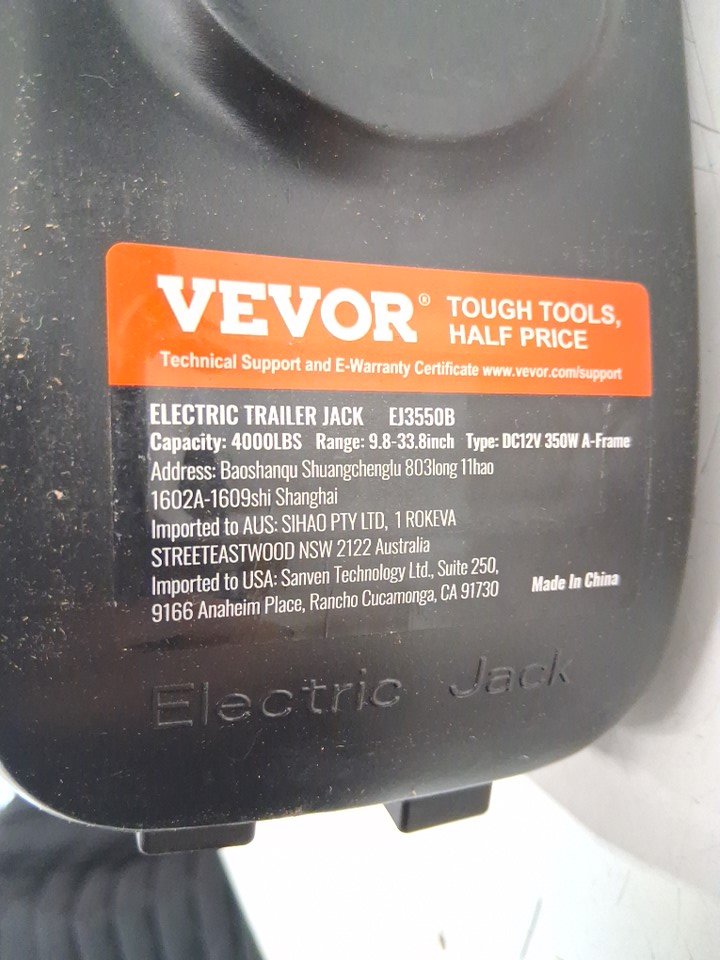 VEVOR® TOUGH TOOLS,
HALF PRICE
Technical Support and E-Warranty Certificate www.vevor.com/support
ELECTRIC TRAILER JACK EJ3550B
Capacity: 4000LBS Range: 9.8-33.8inch Type: DC12V 350W A-Frame
Address: Baoshanqu Shuangchenglu 803long 11hao
1602A-1609shi Shanghai
Imported to AUS: SIHAO PTY LTD, 1 ROKEVA
STREETEASTWOOD NSW 2122 Australia
Imported to USA: Sanven Technology Ltd., Suite 250,
9166 Anaheim Place, Rancho Cucamonga, CA 91730
Made In China
Electric Jack